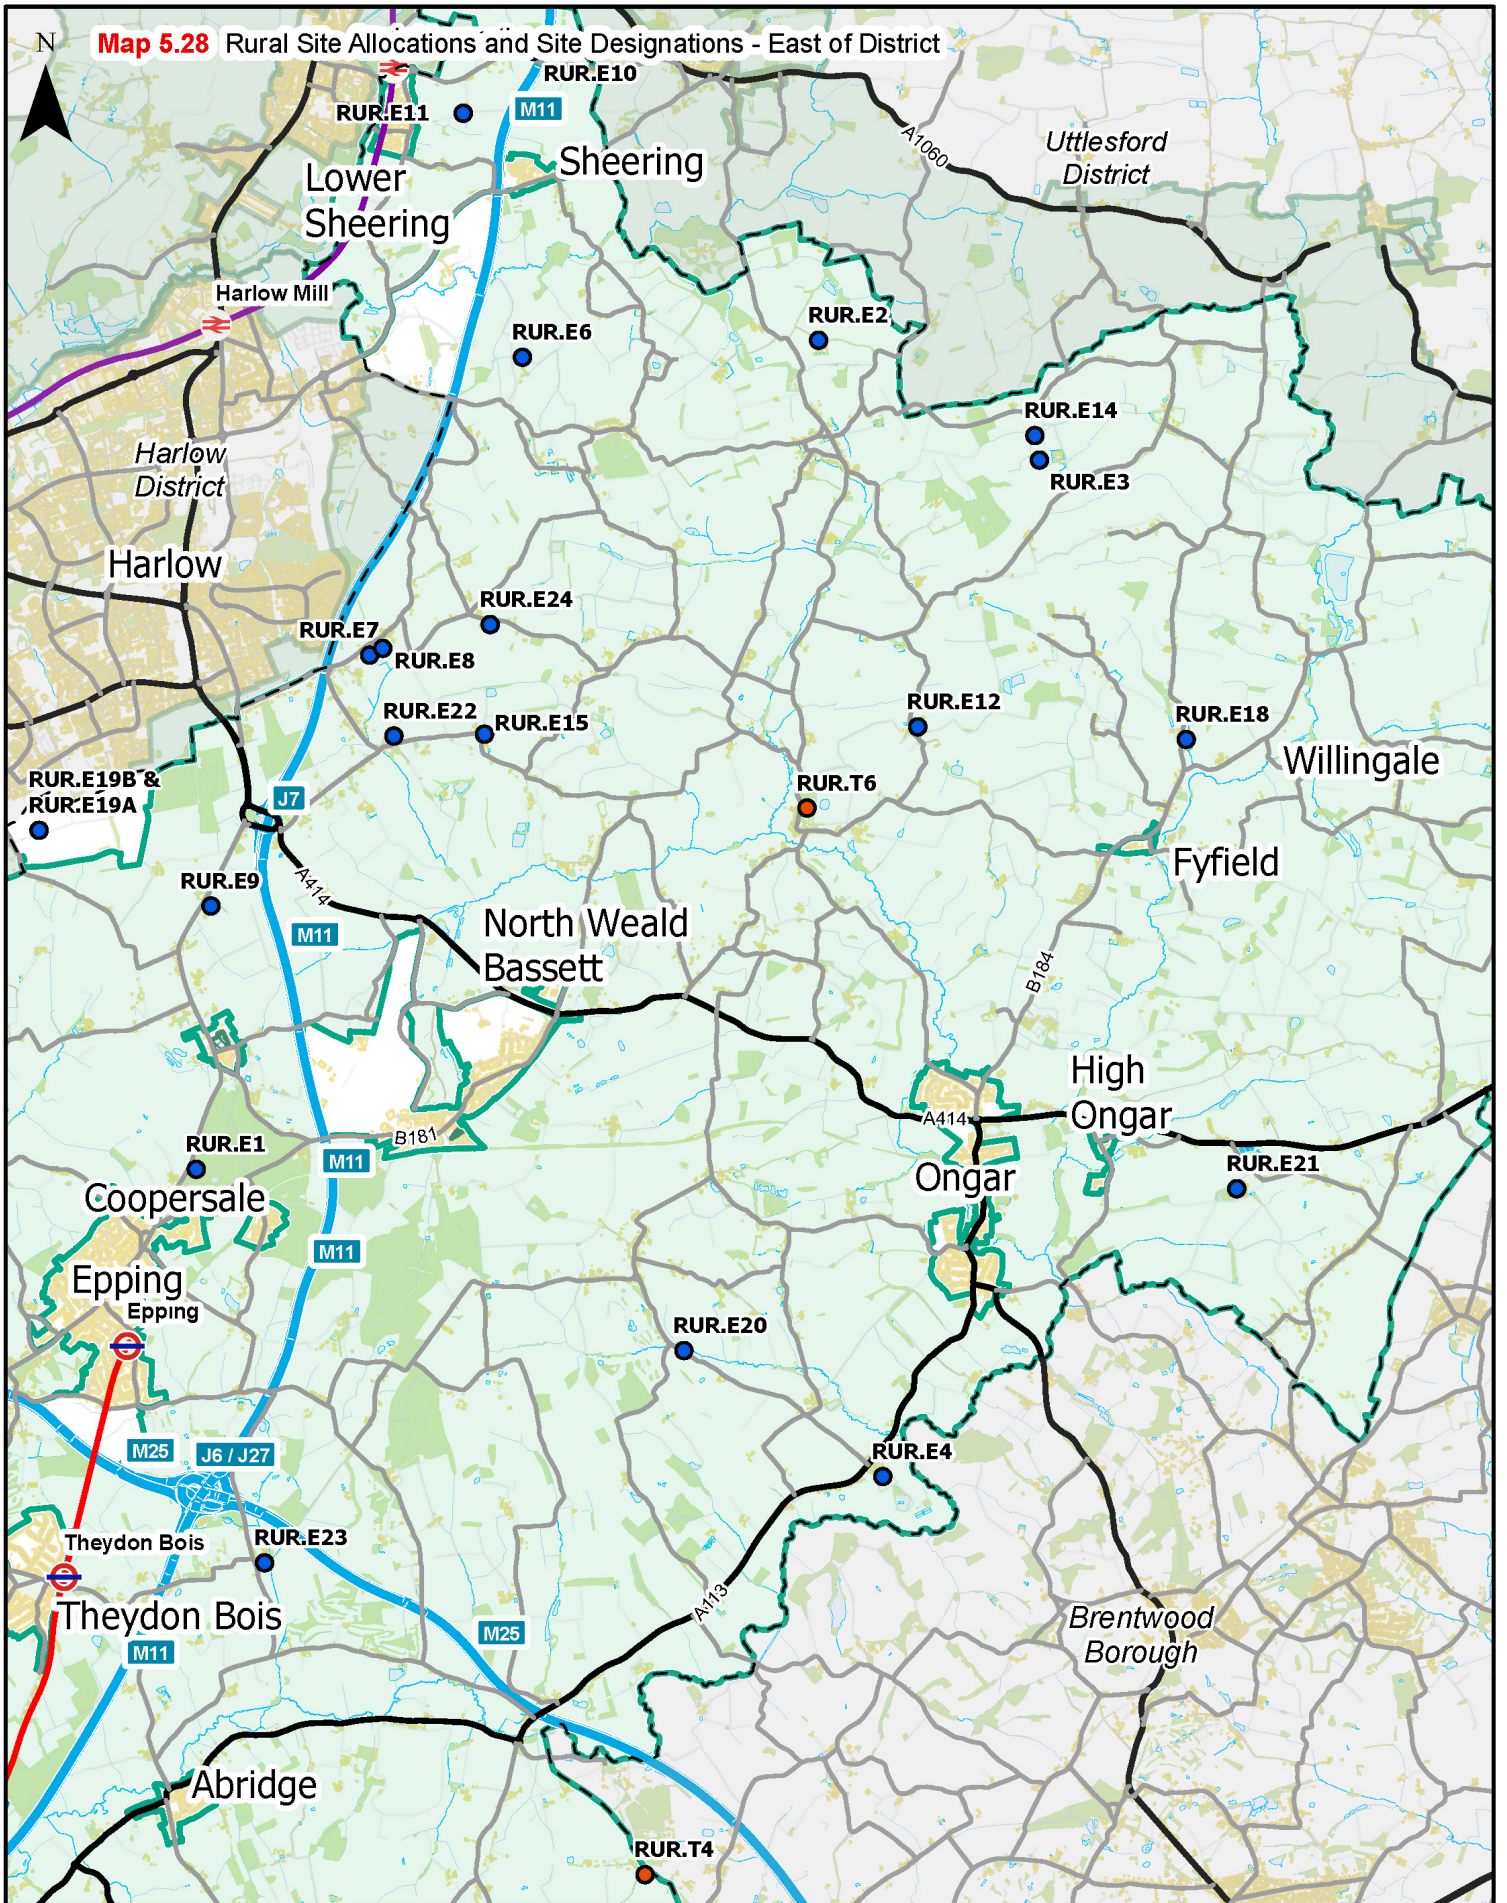 N
Map 5.28 Rural Site Allocations and Site Designations - East of District
RUR.E10
M11
RUR.E11
A1060
Uttlesford
District
Sheering
Lower
Sheering
Harlow Mill
RUR.E6
RUR.E2
RUR.E14
RUR.E3
Harlow
District
Harlow
RUR.E24
RUR.E7
RUR.E8
RUR.E22
RUR.E15
RUR.E12
RUR.E18
Willingale
RUR.E19B &
RUR.E19A
J7
RUR.T6
Fyfield
A414
RUR.E9
M11
North Weald
Bassett
B184
High
Ongar
A414
B181
RUR.E1
M11
Coopersale
Ongar
RUR.E21
M11
Epping
Epping
RUR.E20
M25
J6 / J27
RUR.E4
Theydon Bois
RUR.E23
Theydon Bois
M11
M25
A113
Brentwood
Borough
Abridge
RUR.T4